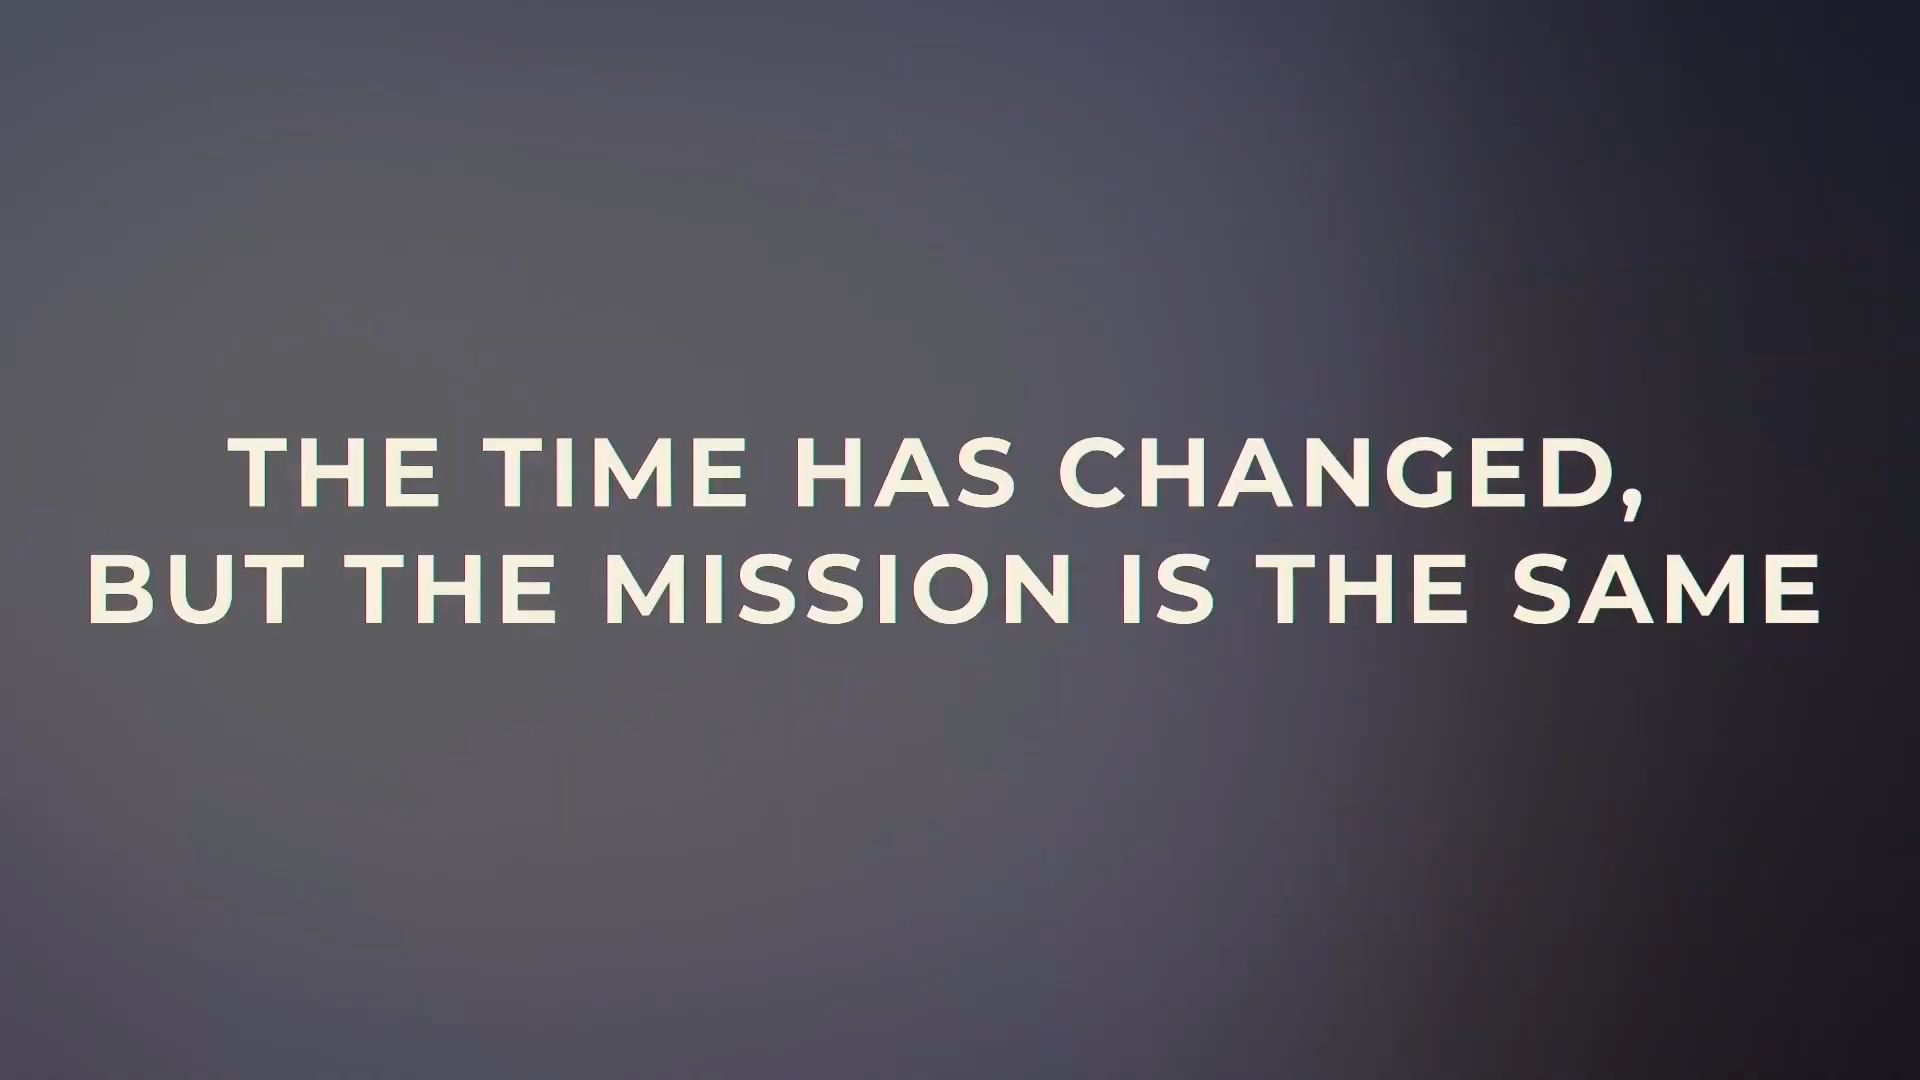 THE TIME HAS CHANGED,
BUT THE MISSION IS THE SAME